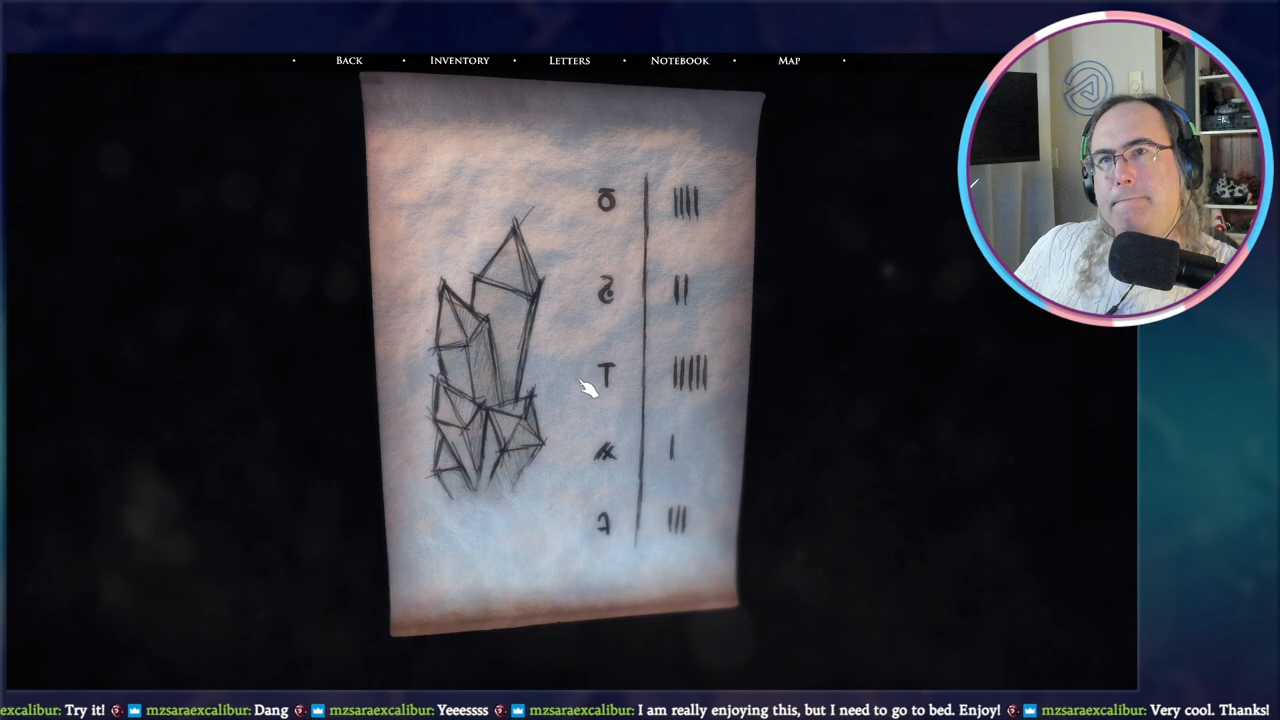 BACK • INVENTORY • LETTERS • NOTEBOOK • MAP
T
excalibur: Try it! mzsaraexcalibur: Dang mzsaraexcalibur: Yeeessss mzsaraexcalibur: I am really enjoying this, but I need to go to bed. Enjoy! mzsaraexcalibur: Very cool. Thanks!